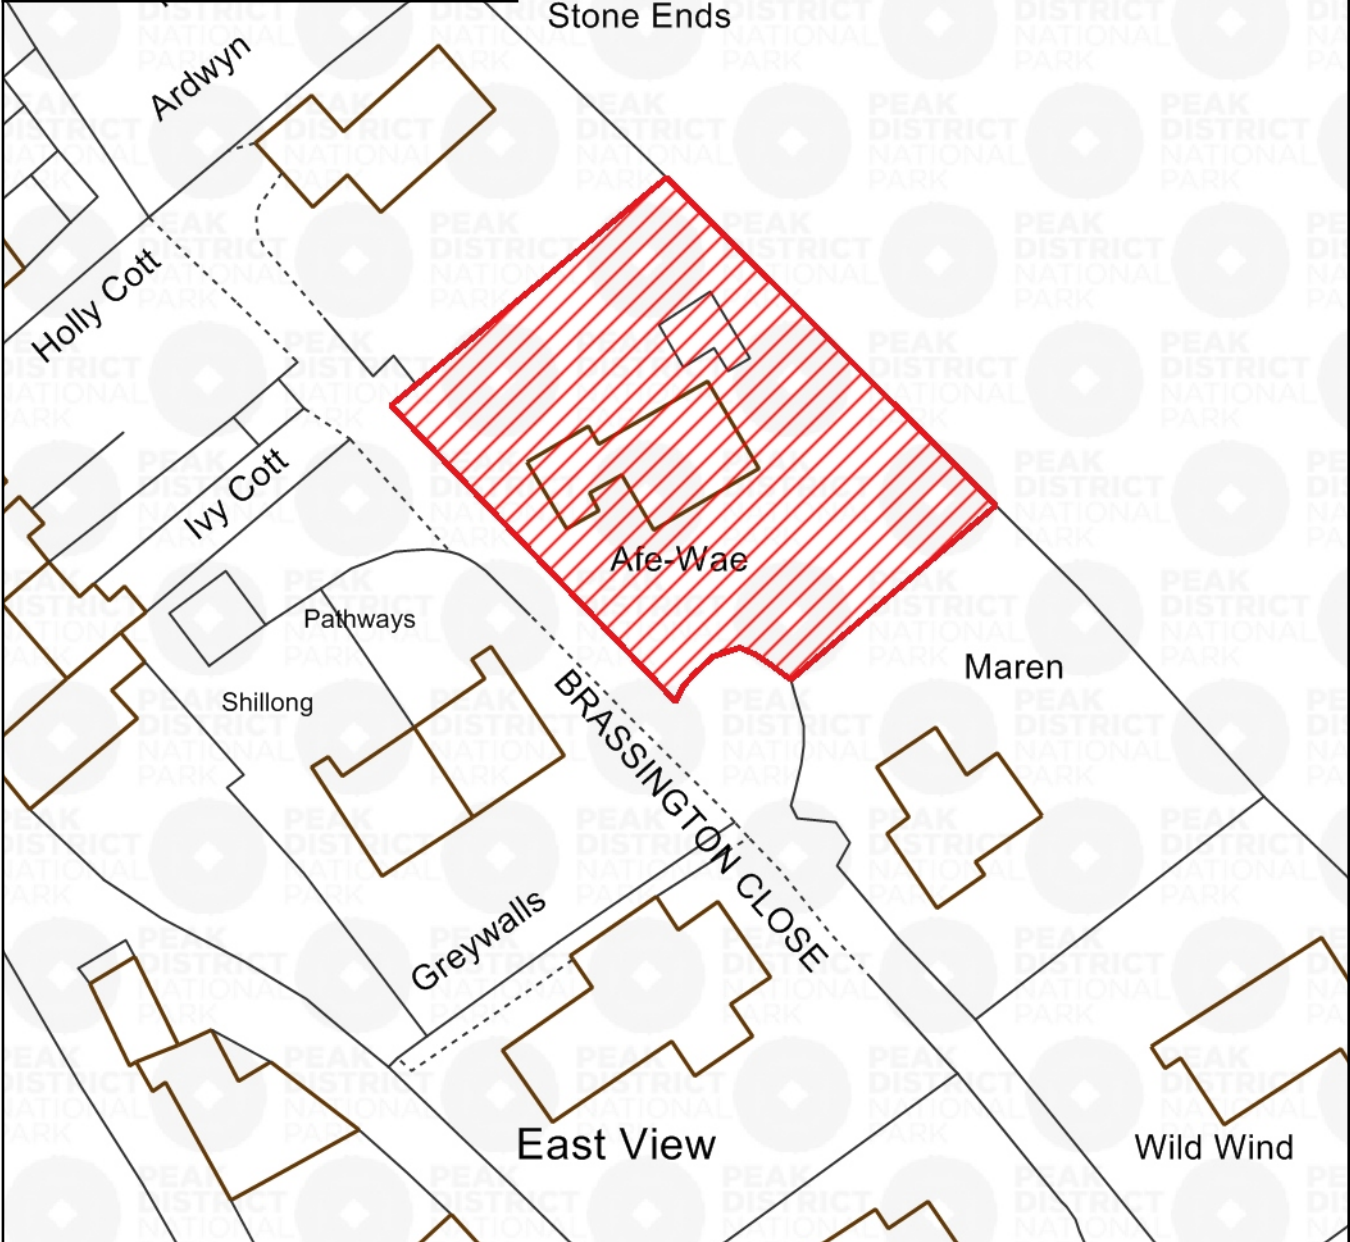 Stone Ends
Ardwyn
Holly Cott
Ivy Cott
Afe-Wae
Pathways
Shillong
Maren
BRASSINGTON CLOSE
Greywalls
East View
Wild Wind
PEAK
DISTRICT
NATIONAL
PARK